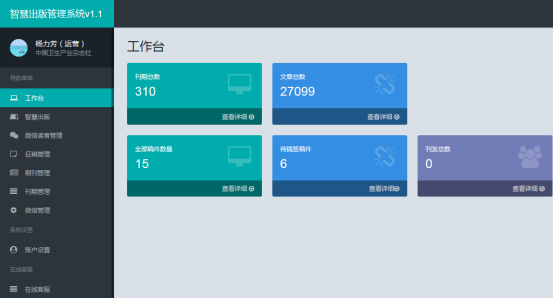 智慧出版管理系统v1.1
杨力芳（运营）
中国卫生产业杂志社
导航菜单
工作台
智慧出版
微信读者管理
征稿管理
期刊管理
刊期管理
微信管理
系统设置
账户设置
在线客服
在线客服
工作台
刊期总数
310
查看详细
文章总数
27099
查看详细
全部稿件数量
15
查看详细
待编签稿件
6
查看详细
刊发总数
0
查看详细